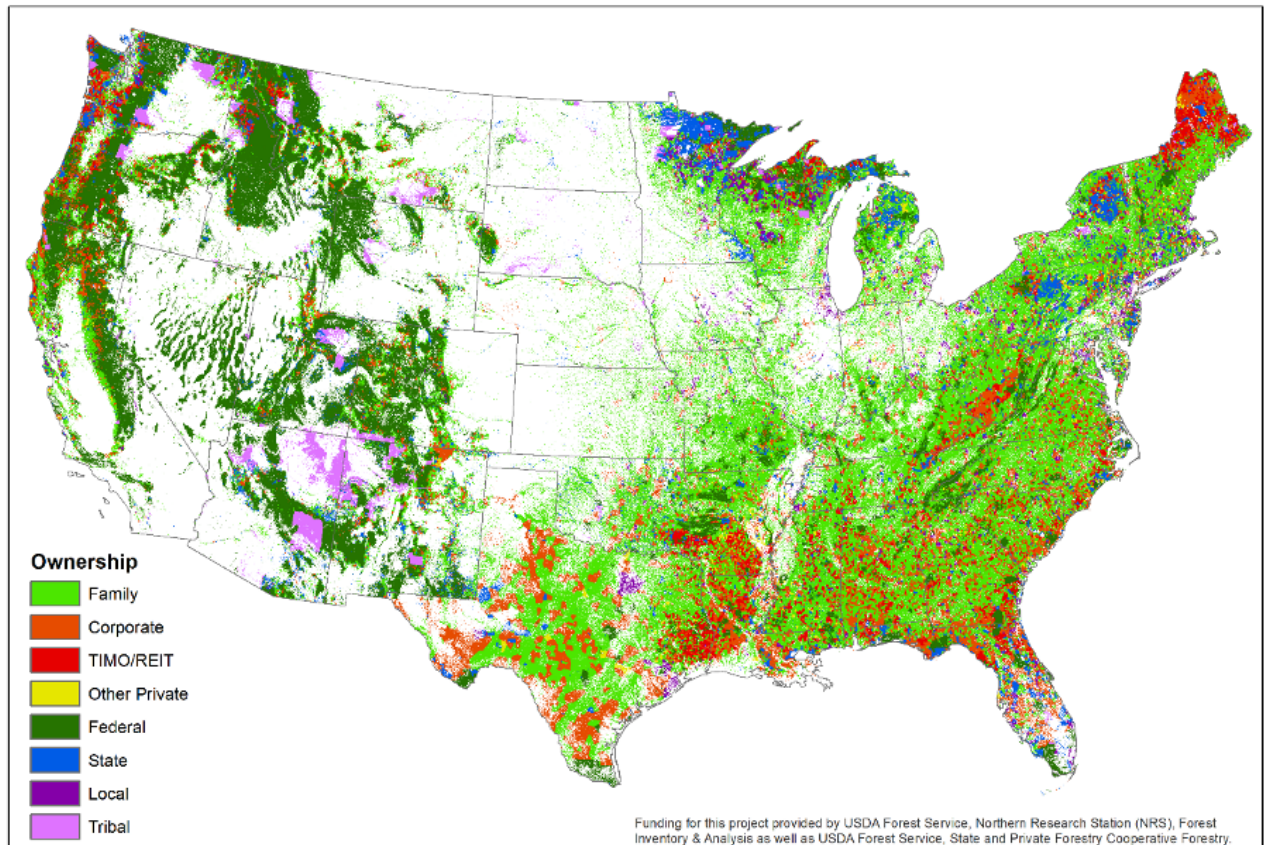 Ownership
Family
Corporate
TIMO/REIT
Other Private
Federal
State
Local
Tribal
Funding for this project provided by USDA Forest Service, Northern Research Station (NRS), Forest
Inventory & Analysis as well as USDA Forest Service, State and Private Forestry Cooperative Forestry.